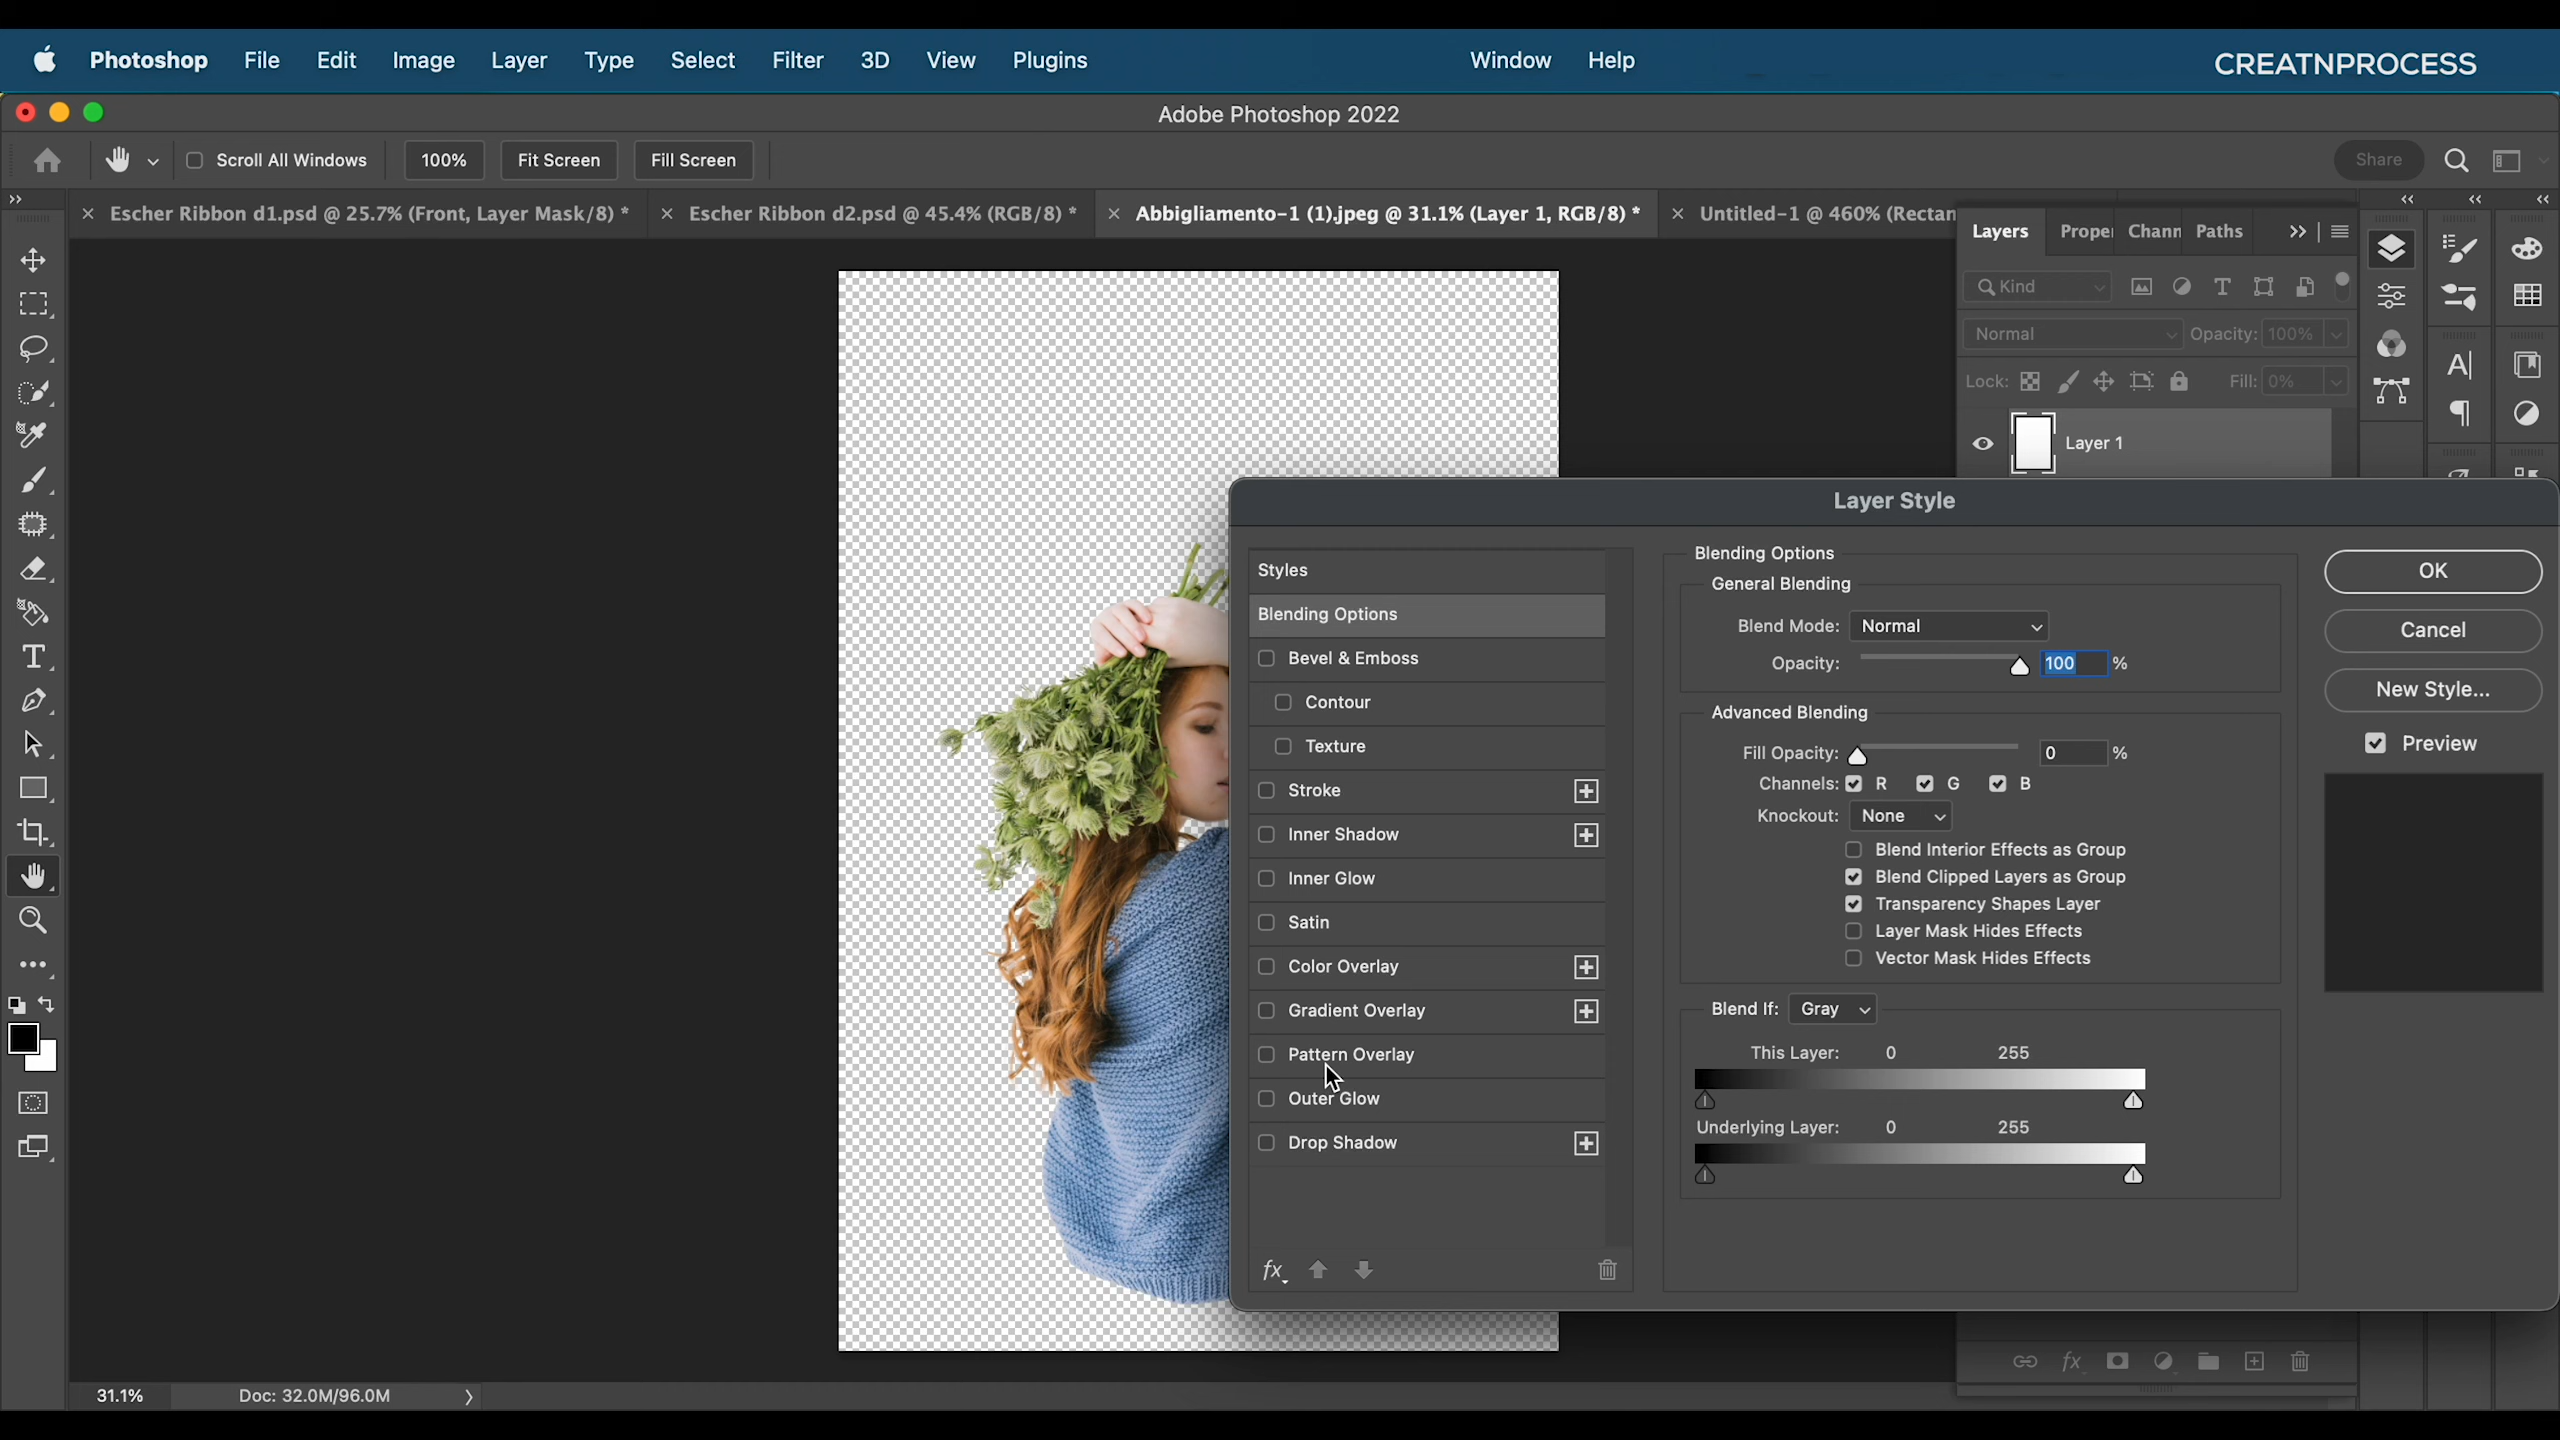 Photoshop File Edit Image Layer Type Select Filter 3D View Plugins Window Help CREATNPROCESS
Adobe Photoshop 2022
Scroll All Windows 100% Fit Screen Fill Screen Share
Escher Ribbon d1.psd @ 25.7% (Front, Layer Mask/8) * Escher Ribbon d2.psd @ 45.4% (RGB/8) * Abbigliamento-1 (1).jpeg @ 31.1% (Layer 1, RGB/8) * Untitled-1 @ 460% (Rectan
Layers Proper Chann Paths
Kind
Normal Opacity: 100%
Lock: Fill: 0%
Layer 1
Layer Style
Styles
Blending Options
Bevel & Emboss
Contour
Texture
Stroke
Inner Shadow
Inner Glow
Satin
Color Overlay
Gradient Overlay
Pattern Overlay
Outer Glow
Drop Shadow
fx
Blending Options
General Blending
Blend Mode: Normal
Opacity: 100 %
Advanced Blending
Fill Opacity: 0 %
Channels: R G B
Knockout: None
Blend Interior Effects as Group
Blend Clipped Layers as Group
Transparency Shapes Layer
Layer Mask Hides Effects
Vector Mask Hides Effects
Blend If: Gray
This Layer: 0 255
Underlying Layer: 0 255
OK
Cancel
New Style...
Preview
fx
31.1% Doc: 32.0M/96.0M